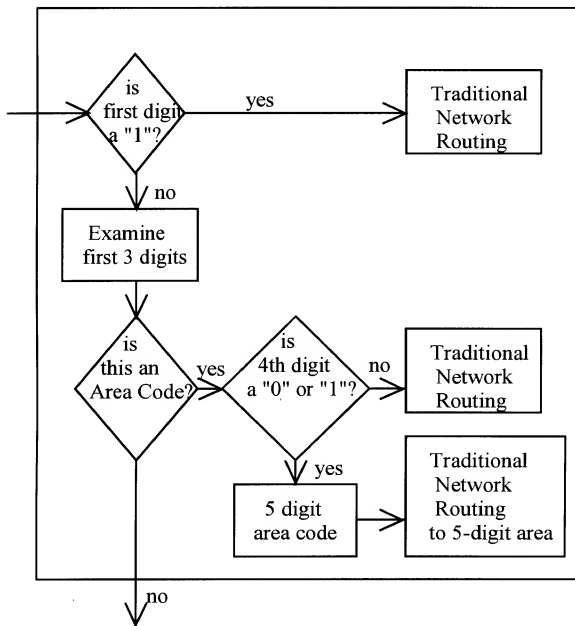 is
first digit
a "1"?
yes
Traditional
Network
Routing
no
Examine
first 3 digits
is
this an
Area Code?
yes
is
4th digit
a "0" or "1"?
no
Traditional
Network
Routing
yes
5 digit
area code
Traditional
Network
Routing
to 5-digit area
no